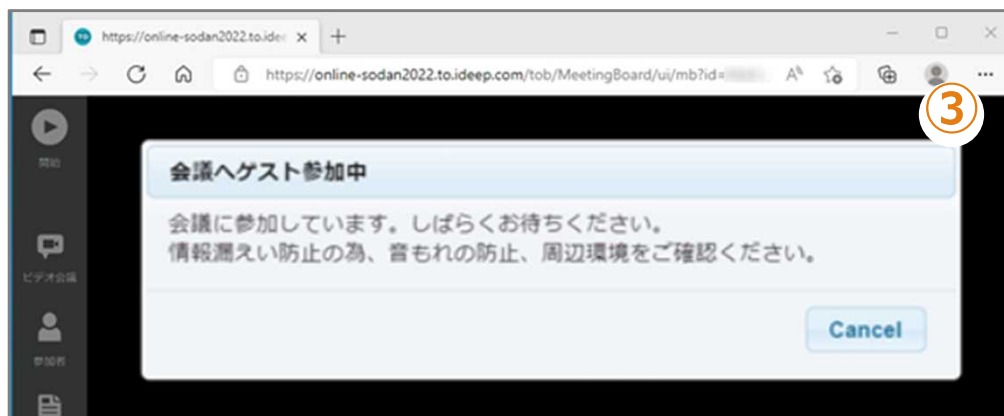 https://online-sodan2022.to.idee
https://online-sodan2022.to.ideep.com/tob/MeetingBoard/ui/mb?id=
③
開始
会議へゲスト参加中
会議に参加しています。しばらくお待ちください。
情報漏えい防止の為、音もれの防止、周辺環境をご確認ください。
ビデオ会議
Cancel
参加者